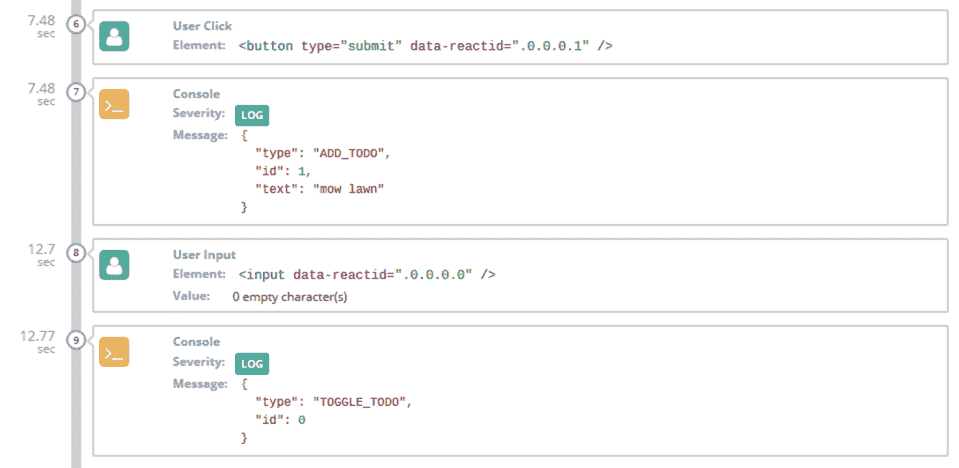 7.48
sec
6
User Click
Element: <button type="submit" data-reactid=".0.0.0.1" />
7.48
sec
7
>_
Console
Severity: LOG
Message: {
"type": "ADD_TODO",
"id": 1,
"text": "mow lawn"
}
12.7
sec
8
User Input
Element: <input data-reactid=".0.0.0.0" />
Value: 0 empty character(s)
12.77
sec
9
>_
Console
Severity: LOG
Message: {
"type": "TOGGLE_TODO",
"id": 0
}